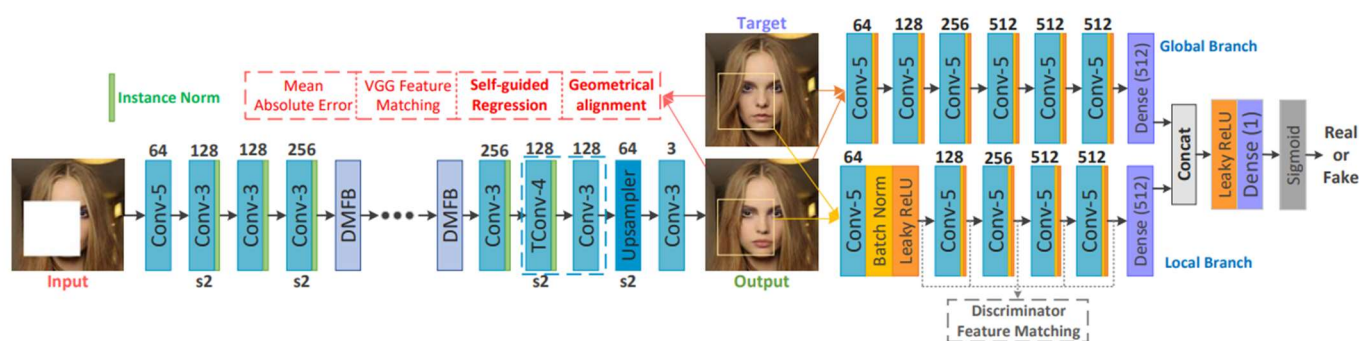 Target
64 128 256 512 512 512
Conv-5 Conv-5 Conv-5 Conv-5 Conv-5 Conv-5 Dense (512)
Global Branch
Instance Norm
Mean Absolute Error
VGG Feature Matching
Self-guided Regression
Geometrical alignment
64 128 128 256
Conv-5 Conv-3 Conv-3 Conv-3 DMFB DMFB
s2 s2
Input
256 128 128 64 3
Conv-3 TConv-4 Conv-3 Upsampler Conv-3
s2 s2
Output
64 128 256 512 512
Conv-5 Batch Norm Leaky ReLU Conv-5 Conv-5 Conv-5 Conv-5 Dense (512)
Local Branch
Discriminator
Feature Matching
Concat
Leaky ReLU
Dense (1)
Sigmoid
Real
or
Fake